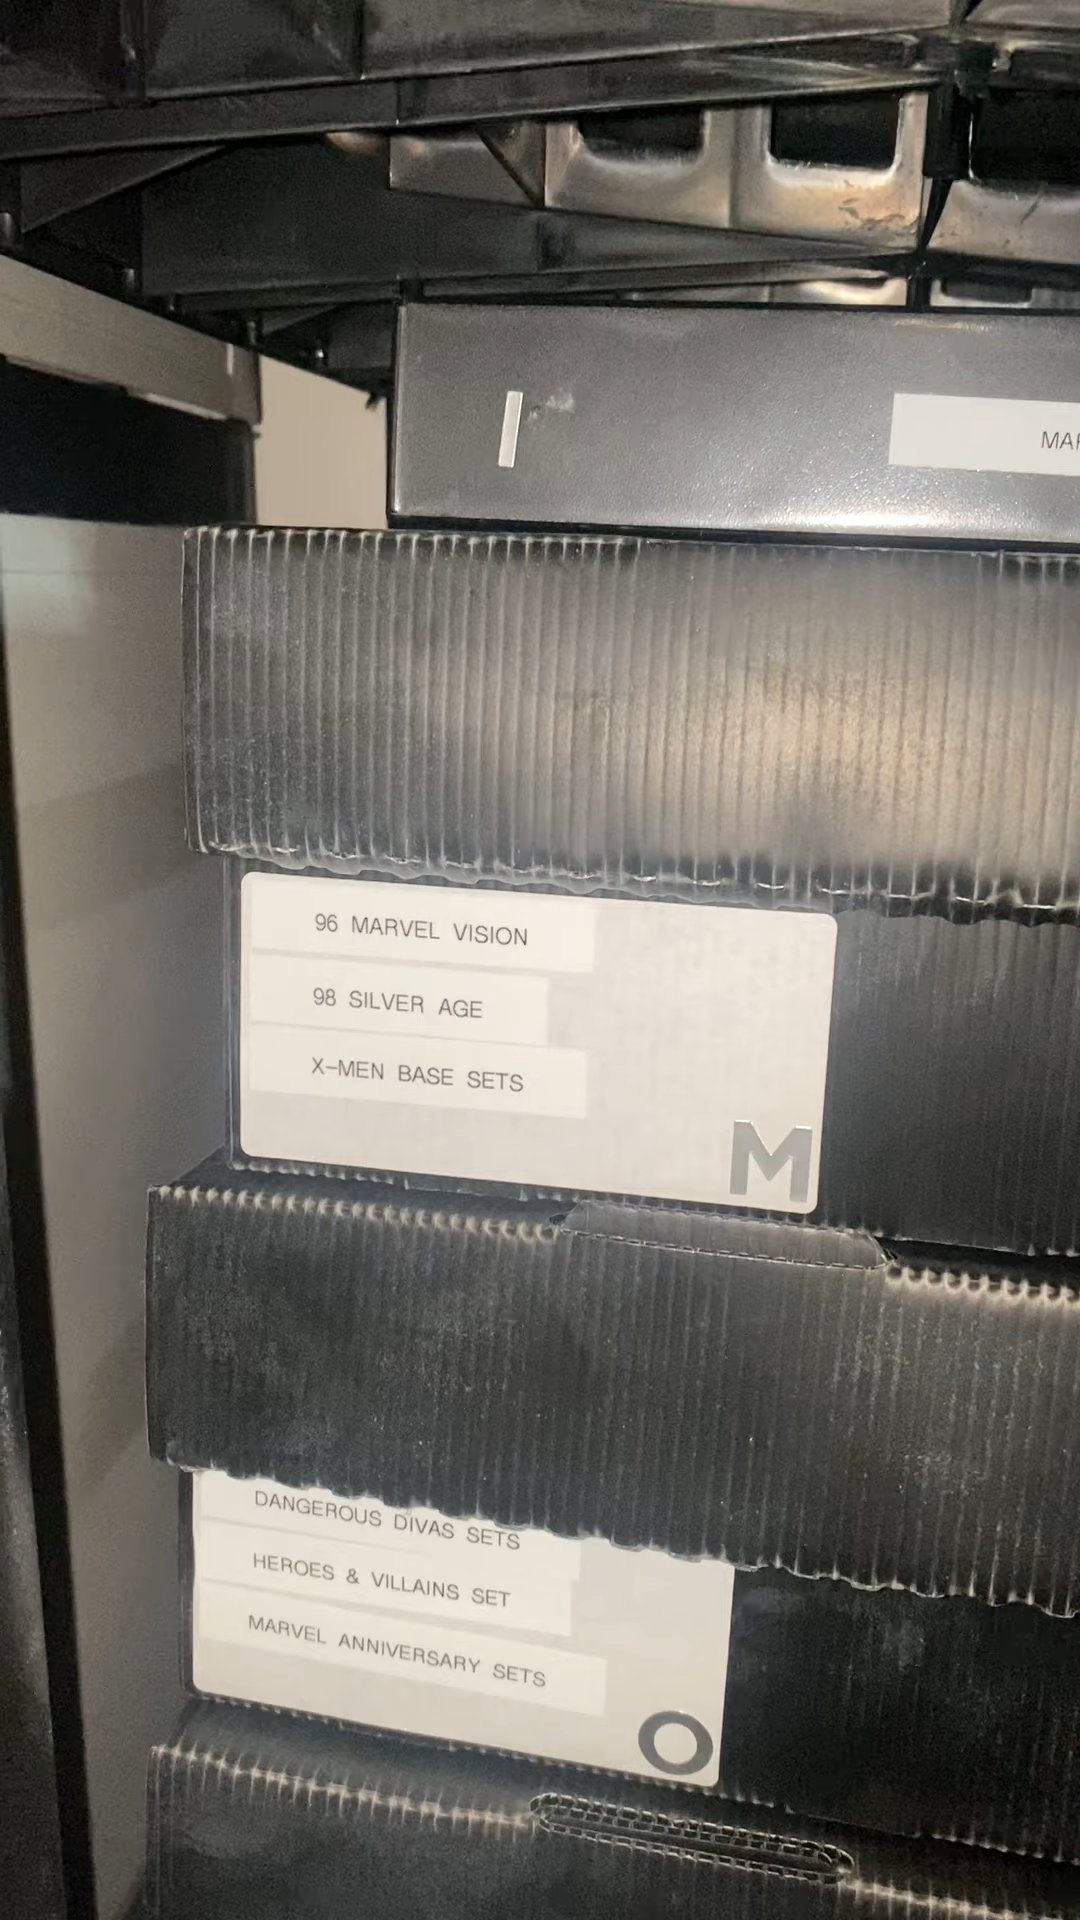 I
96 MARVEL VISION
98 SILVER AGE
X-MEN BASE SETS
M
DANGEROUS DIVAS SETS
HEROES & VILLAINS SET
MARVEL ANNIVERSARY SETS
O